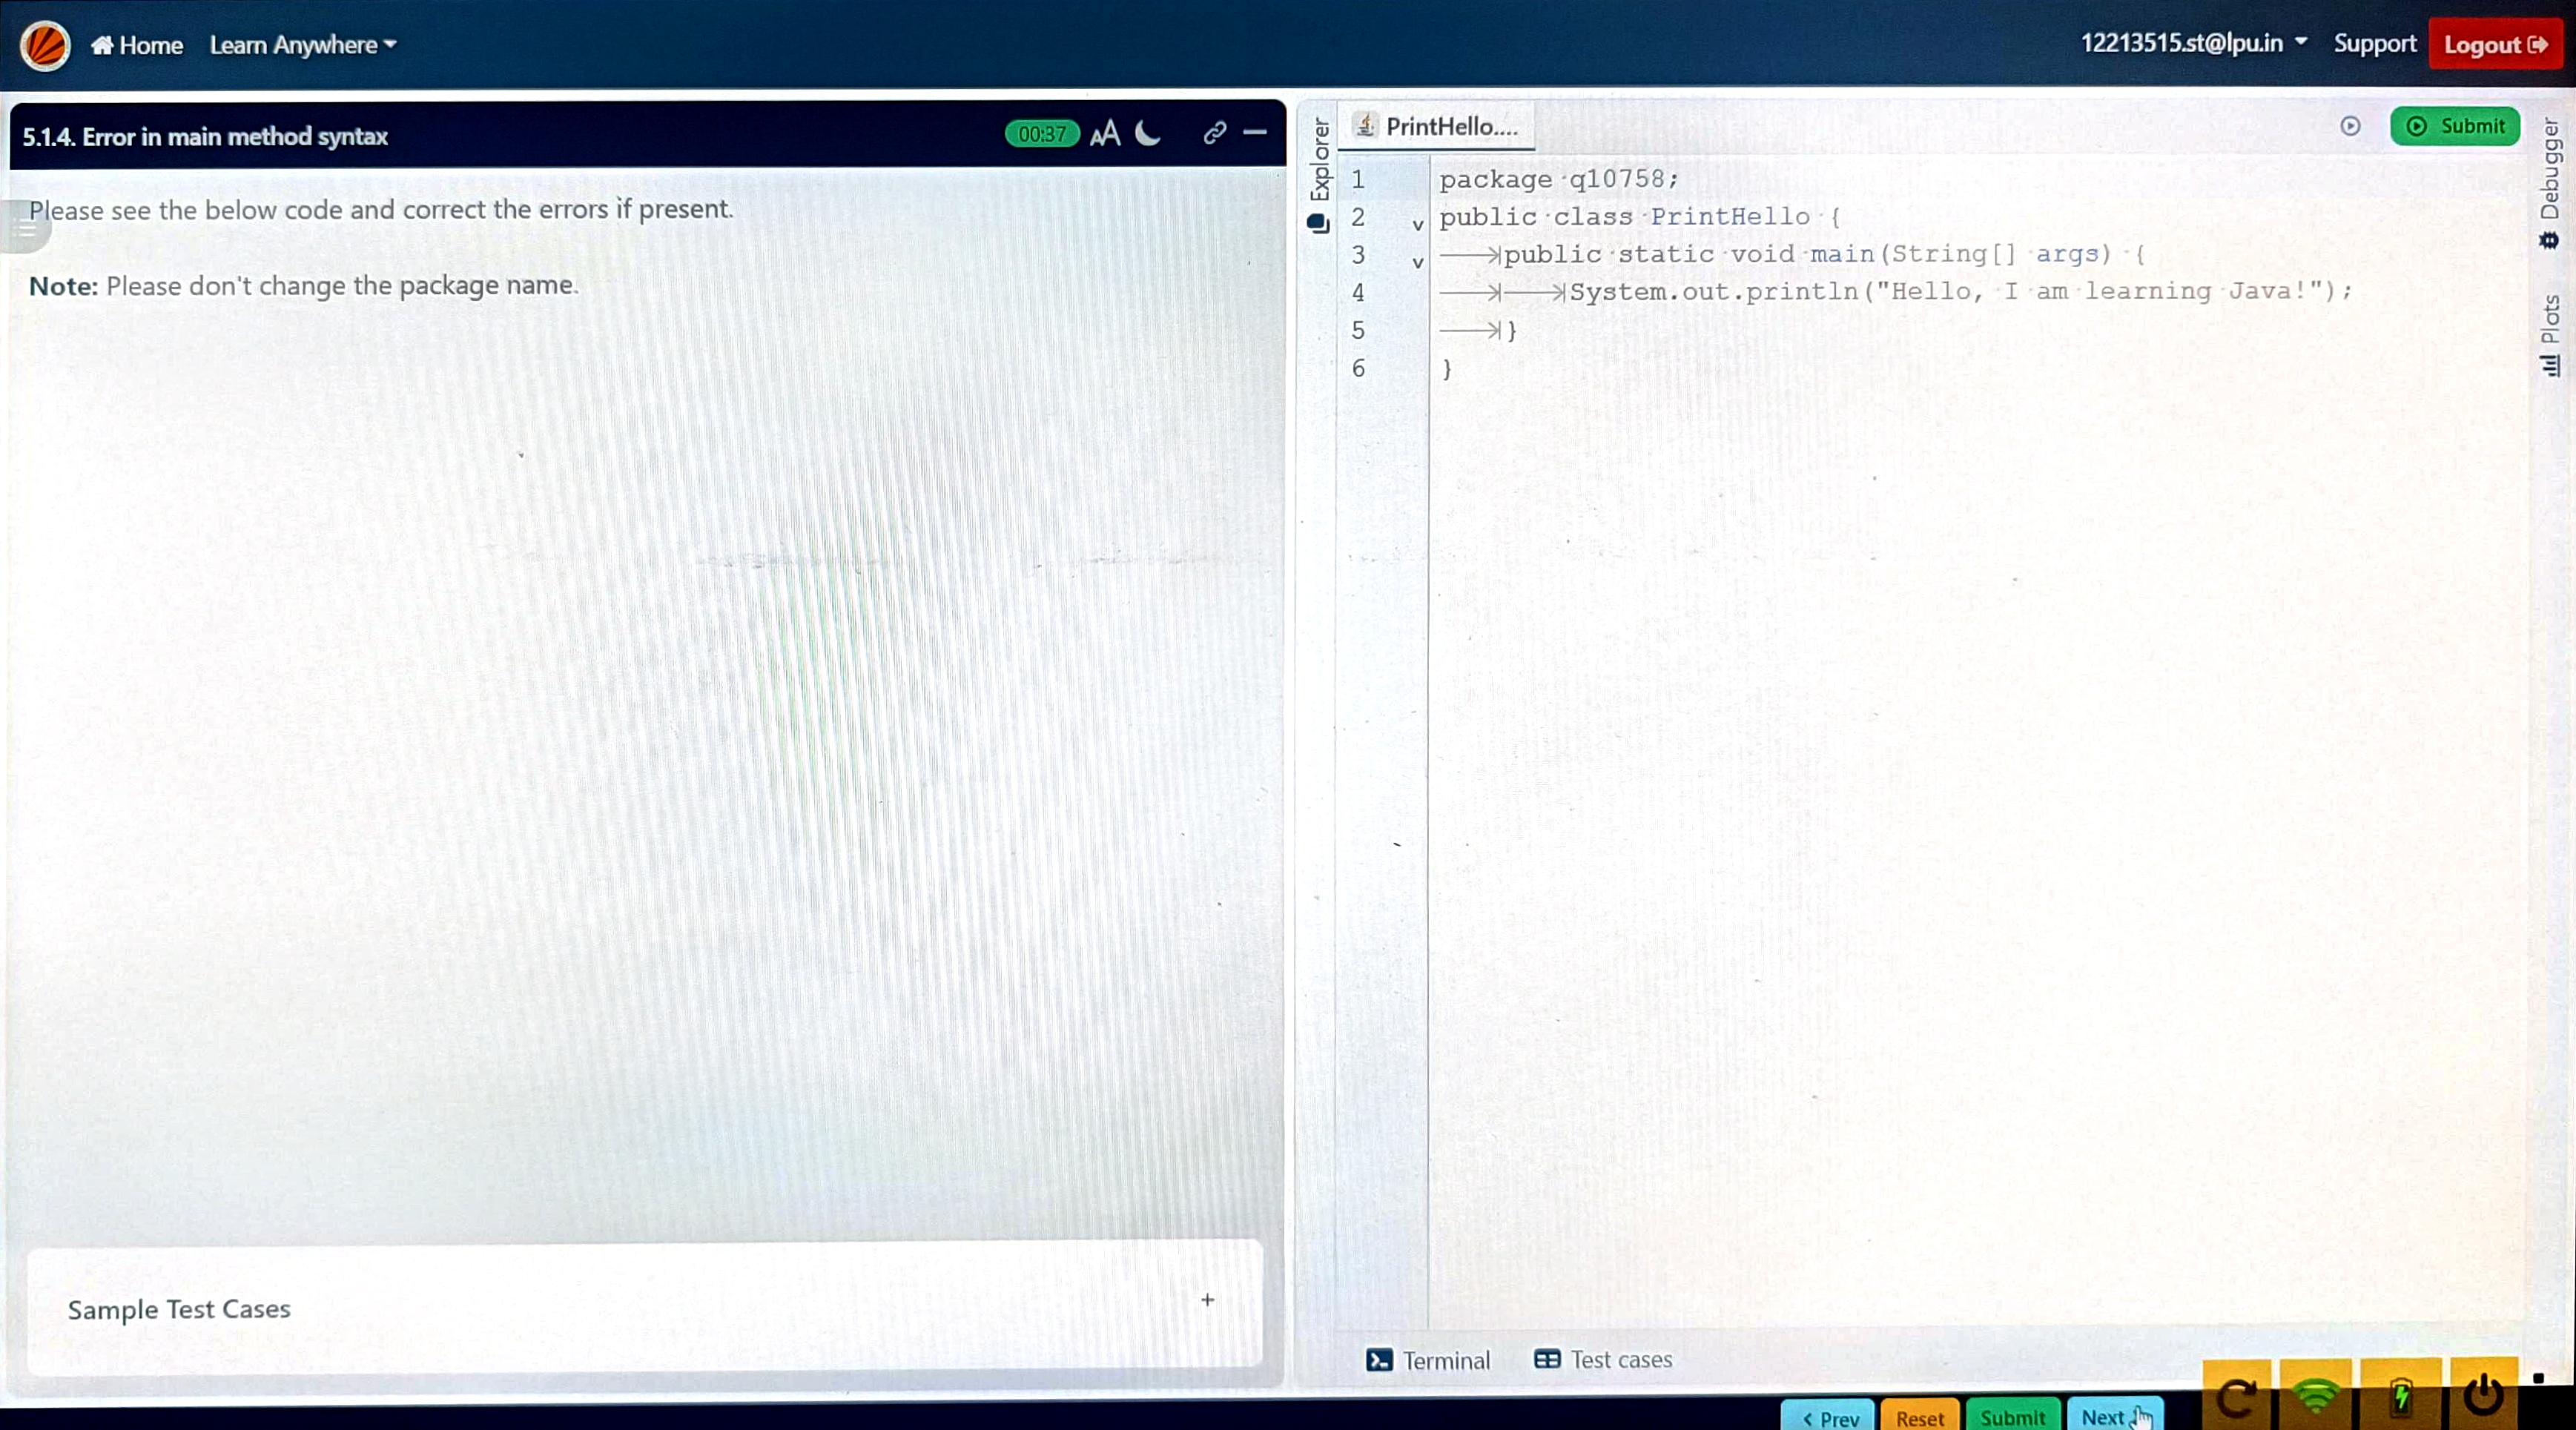 Home Learn Anywhere 12213515.st@lpu.in Support Logout
5.1.4. Error in main method syntax 00:37 AA
Please see the below code and correct the errors if present.
Note: Please don't change the package name.
Sample Test Cases +
Explorer
PrintHello.... Submit
1 package q10758;
2 public class PrintHello {
3 public static void main(String[] args) {
4 System.out.println("Hello, I am learning Java!");
5 }
6 }
Debugger
Plots
Terminal Test cases
< Prev Reset Submit Next